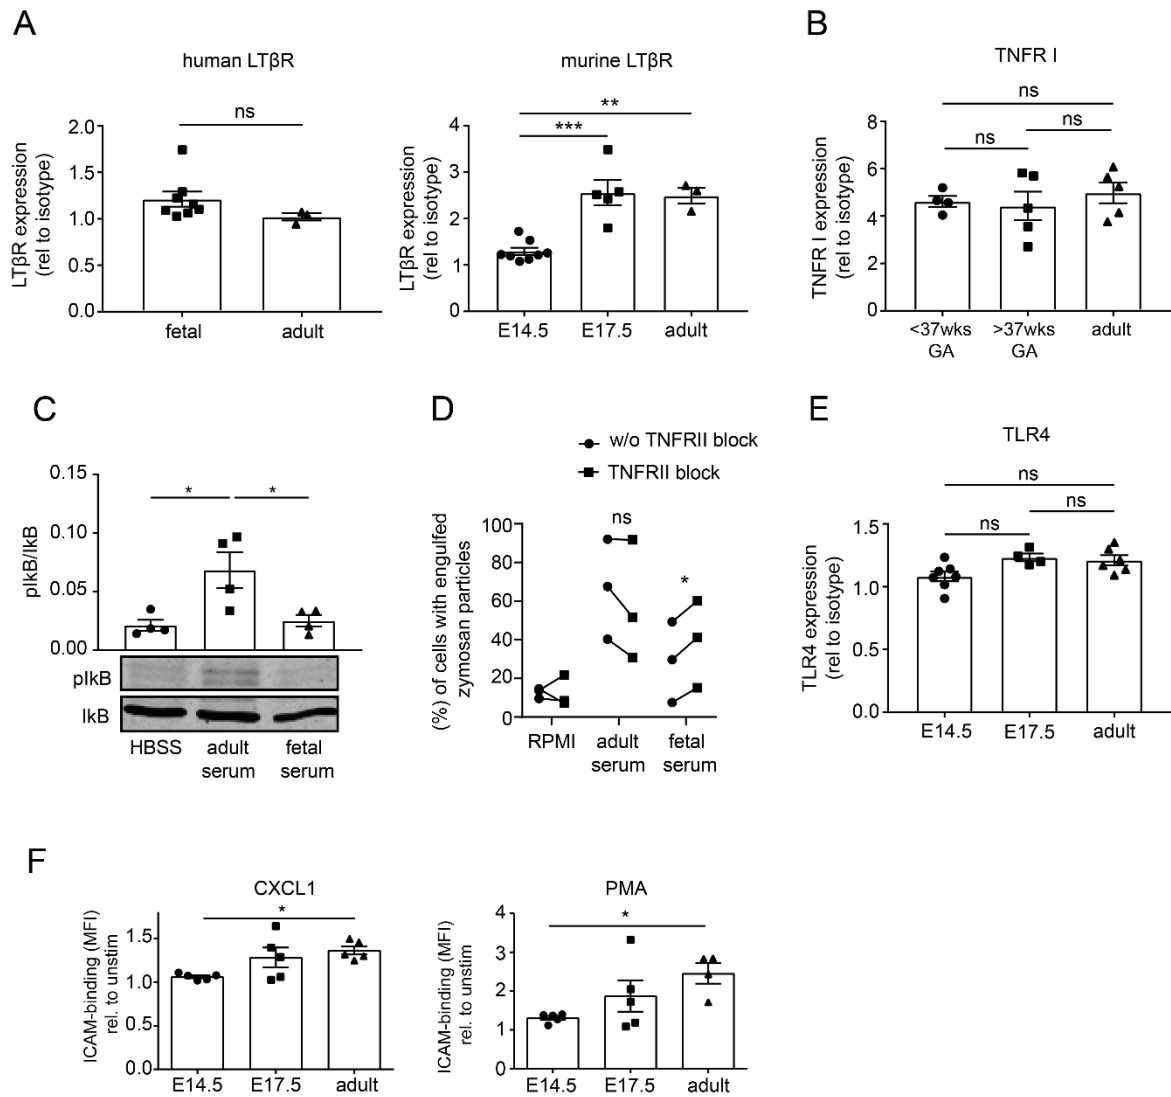 A
human LTβR
ns
LTβR expression
(rel to isotype)
2.0
1.5
1.0
0.5
0.0
fetal
adult
murine LTβR
**
***
LTβR expression
(rel to isotype)
4
3
2
1
0
E14.5
E17.5
adult
B
TNFR I
ns
ns
ns
TNFR I expression
(rel to isotype)
8
6
4
2
0
<37wks
GA
>37wks
GA
adult
C
pIkB/IkB
0.15
0.10
0.05
0.00
*
*
pIkB
IkB
HBSS
adult
serum
fetal
serum
D
w/o TNFRII block
TNFRII block
(%) of cells with engulfed
zymosan particles
100
80
60
40
20
0
ns
*
RPMI
adult
serum
fetal
serum
E
TLR4
ns
ns
ns
TLR4 expression
(rel to isotype)
1.5
1.0
0.5
0.0
E14.5
E17.5
adult
F
CXCL1
*
ICAM-binding (MFI)
rel. to unstim
1.5
1.0
0.5
0.0
E14.5
E17.5
adult
PMA
*
ICAM-binding (MFI)
rel. to unstim
4
3
2
1
0
E14.5
E17.5
adult